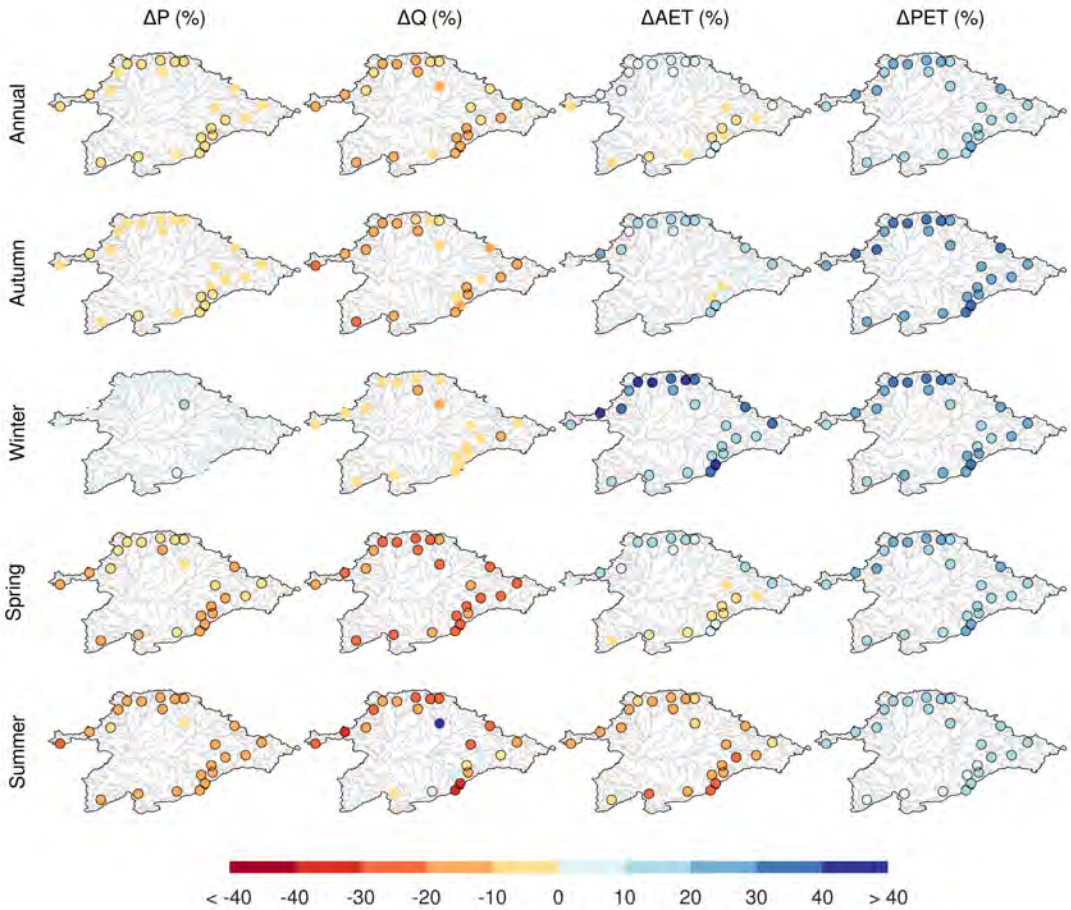 ΔP (%) ΔQ (%) ΔAET (%) ΔPET (%)
Annual
Autumn
Winter
Spring
Summer
< -40 -40 -30 -20 -10 0 10 20 30 40 > 40